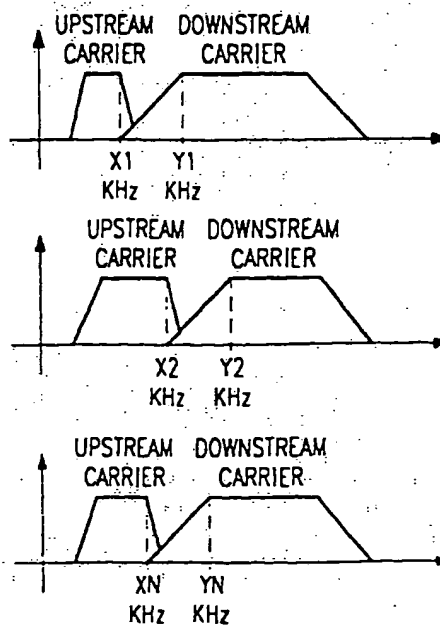 UPSTREAM DOWNSTREAM
CARRIER CARRIER
X1 Y1
KHz KHz
UPSTREAM DOWNSTREAM
CARRIER CARRIER
X2 Y2
KHz KHz
UPSTREAM DOWNSTREAM
CARRIER CARRIER
XN YN
KHz KHz